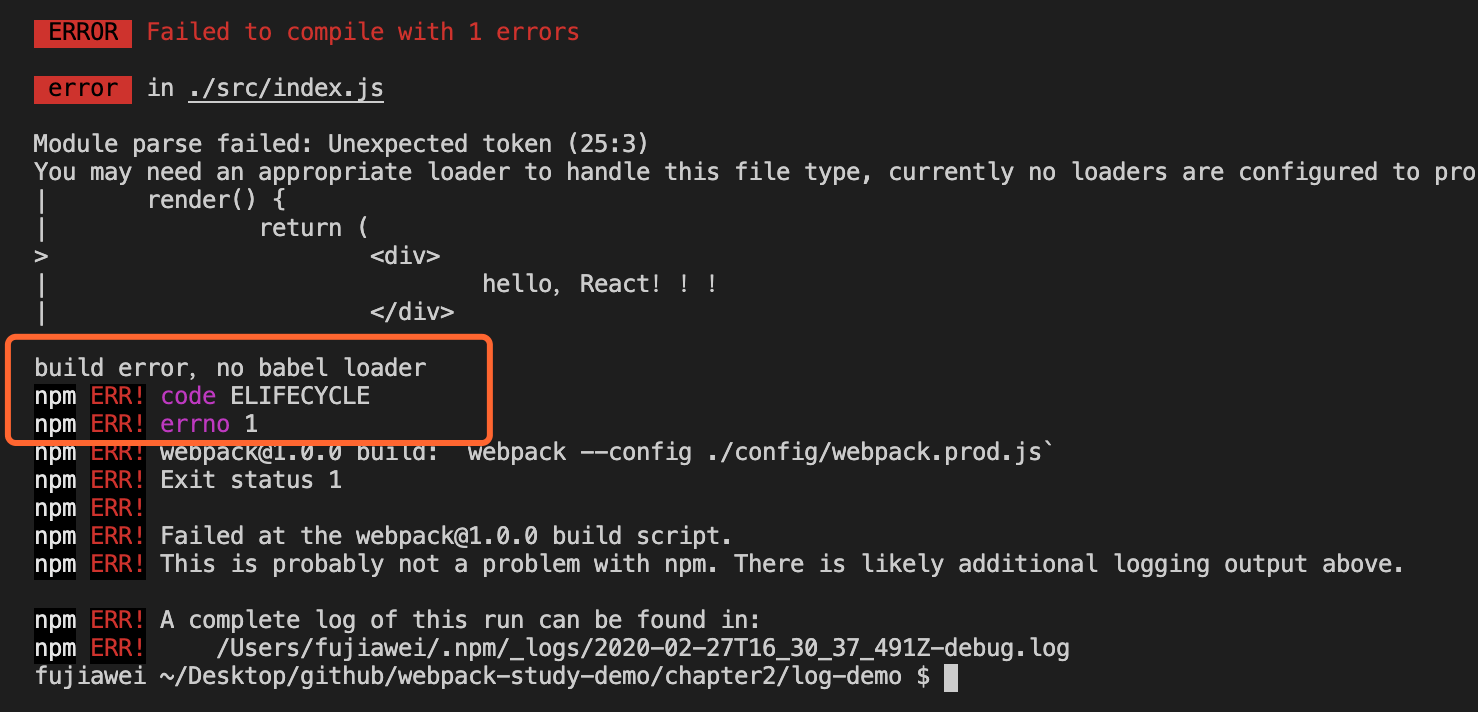 ERROR Failed to compile with 1 errors
error in ./src/index.js
Module parse failed: Unexpected token (25:3)
You may need an appropriate loader to handle this file type, currently no loaders are configured to pro
| render() {
| return (
> <div>
| hello, React! ! !
| </div>
build error, no babel loader
npm ERR! code ELIFECYCLE
npm ERR! errno 1
npm ERR! webpack@1.0.0 build: `webpack --config ./config/webpack.prod.js`
npm ERR! Exit status 1
npm ERR!
npm ERR! Failed at the webpack@1.0.0 build script.
npm ERR! This is probably not a problem with npm. There is likely additional logging output above.
npm ERR! A complete log of this run can be found in:
npm ERR! /Users/fujiawei/.npm/_logs/2020-02-27T16_30_37_491Z-debug.log
fujiawei ~/Desktop/github/webpack-study-demo/chapter2/log-demo $